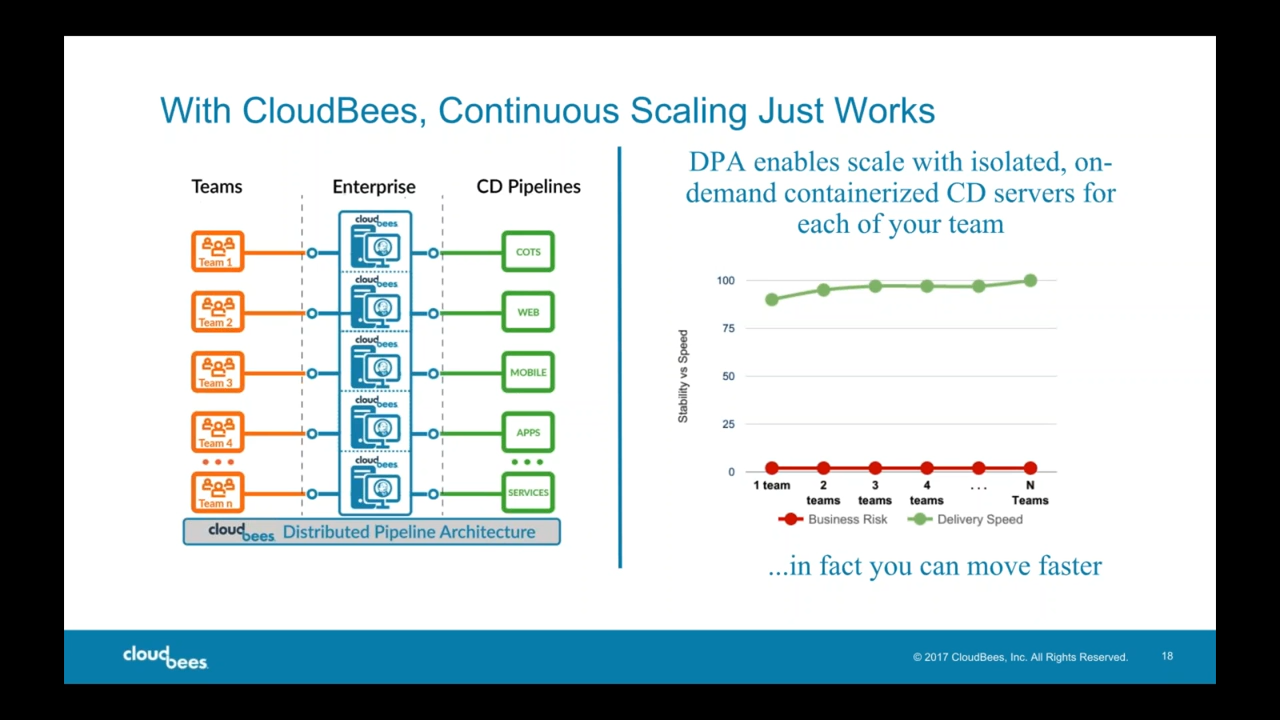 With CloudBees, Continuous Scaling Just Works
Teams
Enterprise
CD Pipelines
cloudbees
Team 1
COTS
cloudbees
Team 2
WEB
cloudbees
Team 3
MOBILE
cloudbees
Team 4
APPS
cloudbees
Team n
SERVICES
cloudbees Distributed Pipeline Architecture
DPA enables scale with isolated, on-
demand containerized CD servers for
each of your team
Stability vs Speed
100
75
50
25
0
1 team
2 teams
3 teams
4 teams
. . .
N Teams
Business Risk
Delivery Speed
...in fact you can move faster
cloudbees
© 2017 CloudBees, Inc. All Rights Reserved.
18